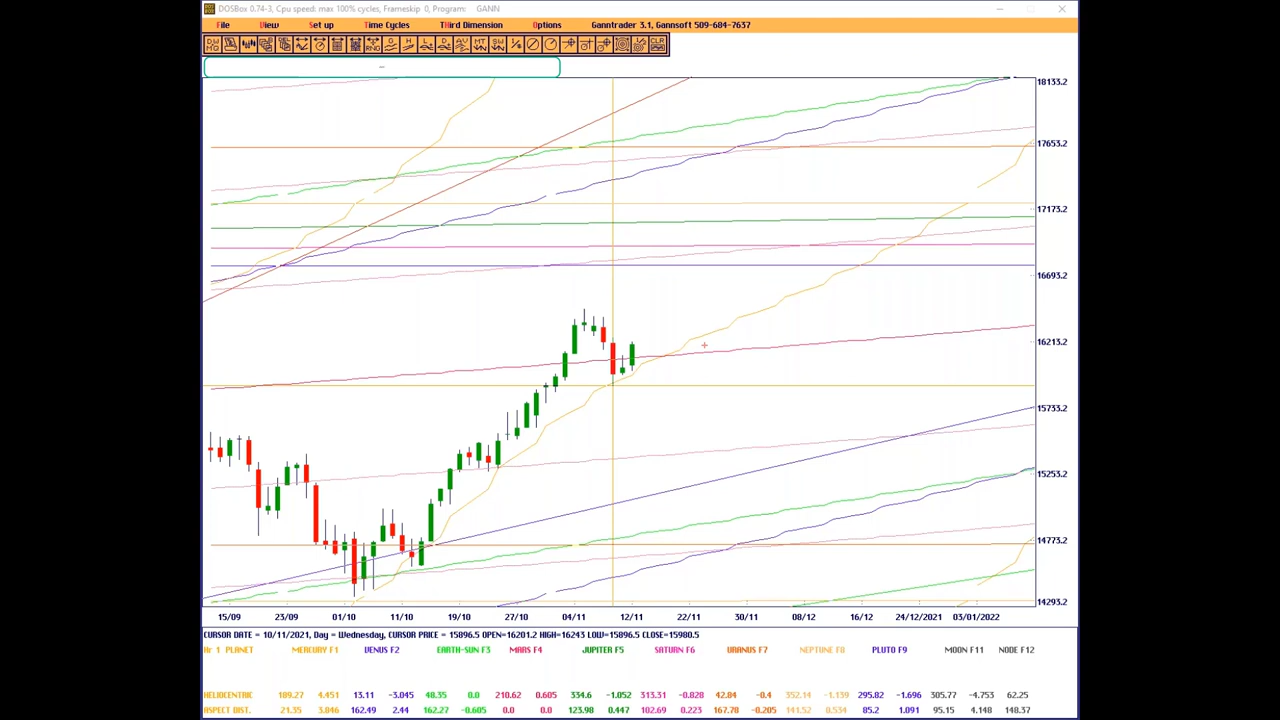 DOSBox 0.74-3, Cpu speed: max 100% cycles, Frameskip 0, Program: GANN
File View Set up Time Cycles THird Dimension Options Ganntrader 3.1, Gannsoft 509-684-7637
18133.2
17653.2
17173.2
16693.2
16213.2
15733.2
15253.2
14773.2
14293.2
15/09 23/09 01/10 11/10 19/10 27/10 04/11 12/11 22/11 30/11 08/12 16/12 24/12/2021 03/01/2022
CURSOR DATE = 10/11/2021, Day = Wednesday, CURSOR PRICE = 15896.5 OPEN=16201.2 HIGH=16243 LOW=15896.5 CLOSE=15980.5
Hr 1 PLANET MERCURY F1 VENUS F2 EARTH-SUN F3 MARS F4 JUPITER F5 SATURN F6 URANUS F7 NEPTUNE F8 PLUTO F9 MOON F11 NODE F12
HELIOCENTRIC 189.27 4.451 13.11 -3.045 48.35 0.0 210.62 0.605 334.6 -1.052 313.31 -0.828 42.84 -0.4 352.14 -1.139 295.82 -1.696 305.77 -4.753 62.25
ASPECT DIST. 21.35 3.846 162.49 2.44 162.27 -0.605 0.0 0.0 123.98 0.447 102.69 0.223 167.78 -0.205 141.52 0.534 85.2 1.091 95.15 4.148 148.37